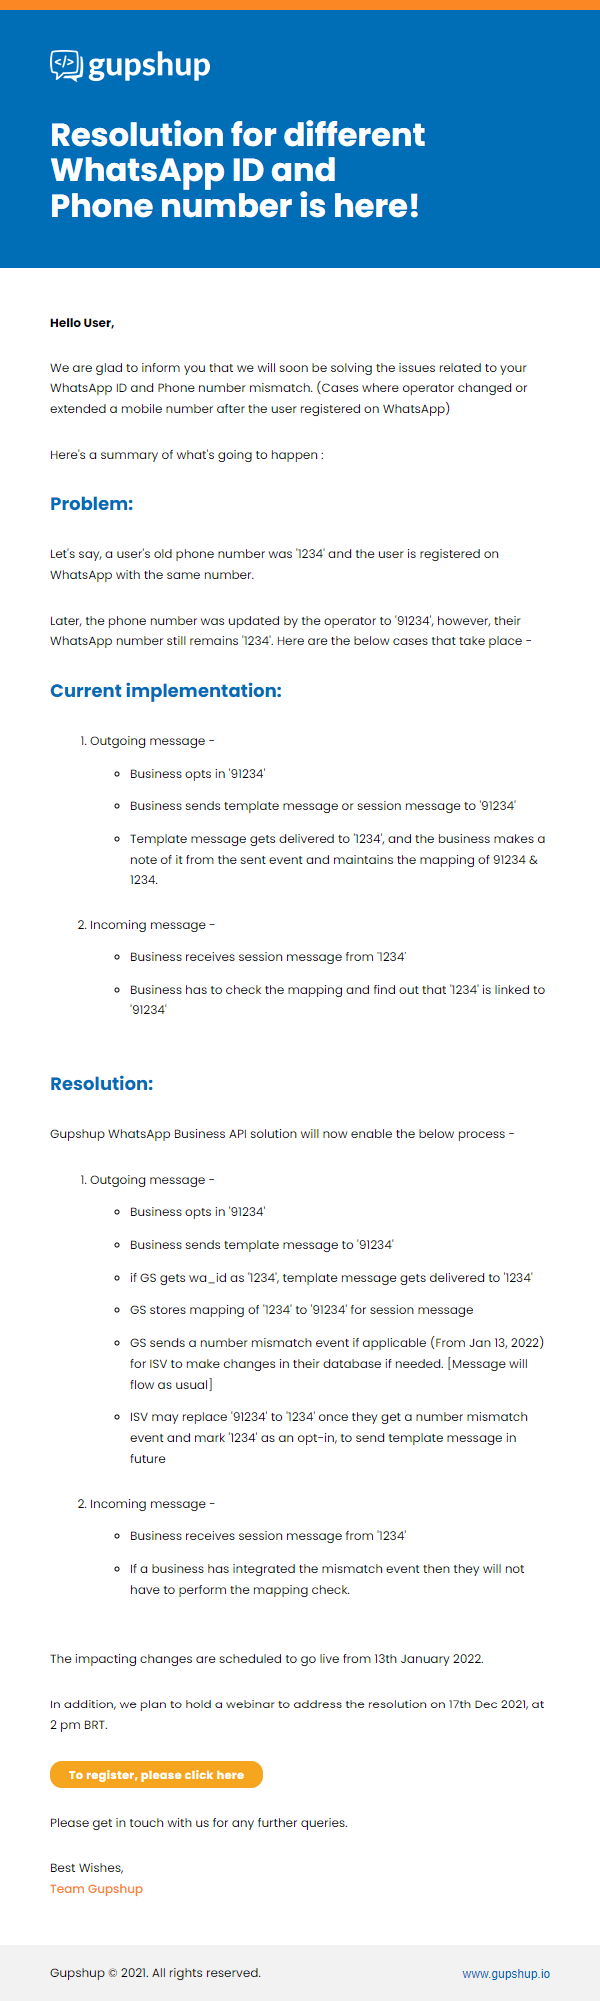 </> gupshup
Resolution for different
WhatsApp ID and
Phone number is here!
Hello User,
We are glad to inform you that we will soon be solving the issues related to your
WhatsApp ID and Phone number mismatch. (Cases where operator changed or
extended a mobile number after the user registered on WhatsApp)
Here's a summary of what's going to happen :
Problem:
Let's say, a user's old phone number was '1234' and the user is registered on
WhatsApp with the same number.
Later, the phone number was updated by the operator to '91234', however, their
WhatsApp number still remains '1234'. Here are the below cases that take place -
Current implementation:
1. Outgoing message -
Business opts in '91234'
Business sends template message or session message to '91234'
Template message gets delivered to '1234', and the business makes a
note of it from the sent event and maintains the mapping of 91234 &
1234.
2. Incoming message -
Business receives session message from '1234'
Business has to check the mapping and find out that '1234' is linked to
'91234'
Resolution:
Gupshup WhatsApp Business API solution will now enable the below process -
1. Outgoing message -
Business opts in '91234'
Business sends template message to '91234'
if GS gets wa_id as '1234', template message gets delivered to '1234'
GS stores mapping of '1234' to '91234' for session message
GS sends a number mismatch event if applicable (From Jan 13, 2022)
for ISV to make changes in their database if needed. [Message will
flow as usual]
ISV may replace '91234' to '1234' once they get a number mismatch
event and mark '1234' as an opt-in, to send template message in
future
2. Incoming message -
Business receives session message from '1234'
If a business has integrated the mismatch event then they will not
have to perform the mapping check.
The impacting changes are scheduled to go live from 13th January 2022.
In addition, we plan to hold a webinar to address the resolution on 17th Dec 2021, at
2 pm BRT.
To register, please click here
Please get in touch with us for any further queries.
Best Wishes,
Team Gupshup
Gupshup © 2021. All rights reserved.
www.gupshup.io